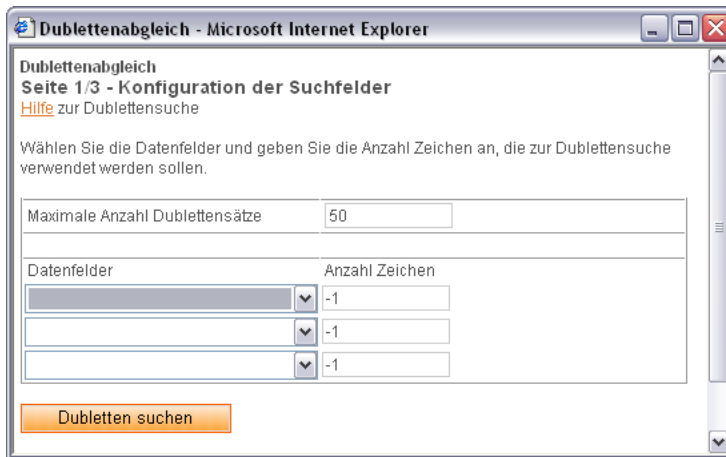 Dublettenabgleich - Microsoft Internet Explorer
Dublettenabgleich
Seite 1/3 - Konfiguration der Suchfelder
Hilfe zur Dublettensuche
Wählen Sie die Datenfelder und geben Sie die Anzahl Zeichen an, die zur Dublettensuche
verwendet werden sollen.
Maximale Anzahl Dublettensätze 50
Datenfelder Anzahl Zeichen
-1
-1
-1
Dubletten suchen